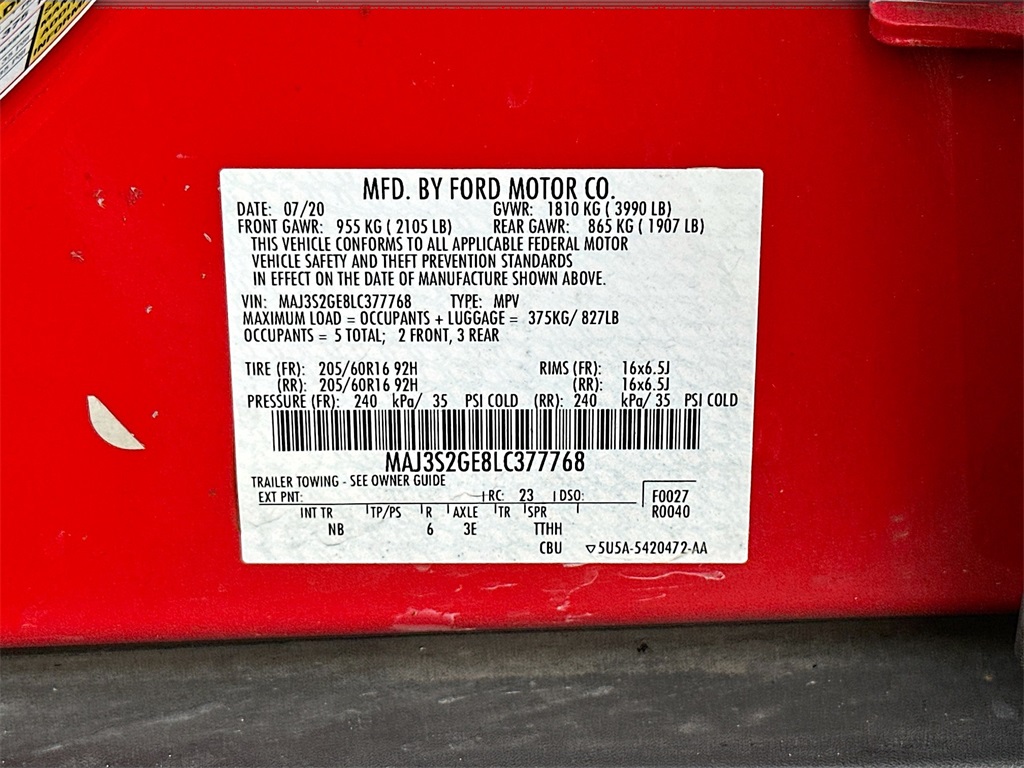 MFD. BY FORD MOTOR CO.
DATE: 07/20 GVWR: 1810 KG ( 3990 LB)
FRONT GAWR: 955 KG ( 2105 LB) REAR GAWR: 865 KG ( 1907 LB)
THIS VEHICLE CONFORMS TO ALL APPLICABLE FEDERAL MOTOR
VEHICLE SAFETY AND THEFT PREVENTION STANDARDS
IN EFFECT ON THE DATE OF MANUFACTURE SHOWN ABOVE.
VIN: MAJ3S2GE8LC377768 TYPE: MPV
MAXIMUM LOAD = OCCUPANTS + LUGGAGE = 375KG/ 827LB
OCCUPANTS = 5 TOTAL; 2 FRONT, 3 REAR
TIRE (FR): 205/60R16 92H RIMS (FR): 16x6.5J
(RR): 205/60R16 92H (RR): 16x6.5J
PRESSURE (FR): 240 kPa/ 35 PSI COLD (RR): 240 kPa/ 35 PSI COLD
MAJ3S2GE8LC377768
TRAILER TOWING - SEE OWNER GUIDE
EXT PNT: RC: 23 DSO: F0027
R0040
INT TR TP/PS R AXLE TR SPR
NB 6 3E TTHH
CBU ▽5U5A-5420472-AA